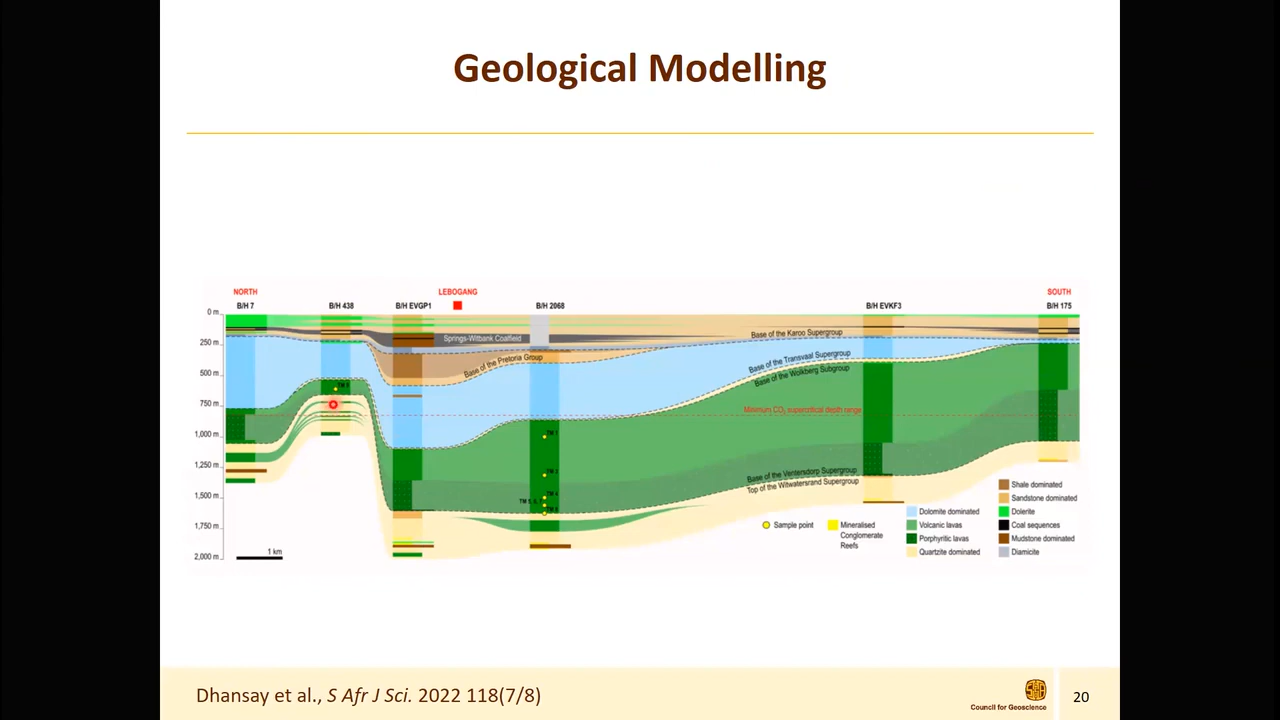 Geological Modelling
NORTH
LEBOGANG
SOUTH
B/H 7
B/H 438
B/H EVGP1
B/H 2068
B/H EVKF3
B/H 175
0 m
250 m
500 m
750 m
1,000 m
1,250 m
1,500 m
1,750 m
2,000 m
1 km
Springs-Witbank Coalfield
Base of the Karoo Supergroup
Base of the Pretoria Group
Base of the Transvaal Supergroup
Base of the Wolkberg Subgroup
Minimum CO₂ supercritical depth range
Base of the Ventersdorp Supergroup
Top of the Witwatersrand Supergroup
Sample point
Mineralised
Conglomerate
Reefs
Dolomite dominated
Volcanic lavas
Porphyritic lavas
Quartzite dominated
Shale dominated
Sandstone dominated
Dolerite
Coal sequences
Mudstone dominated
Diamicite
Dhansay et al., S Afr J Sci. 2022 118(7/8)
Council for Geoscience
20